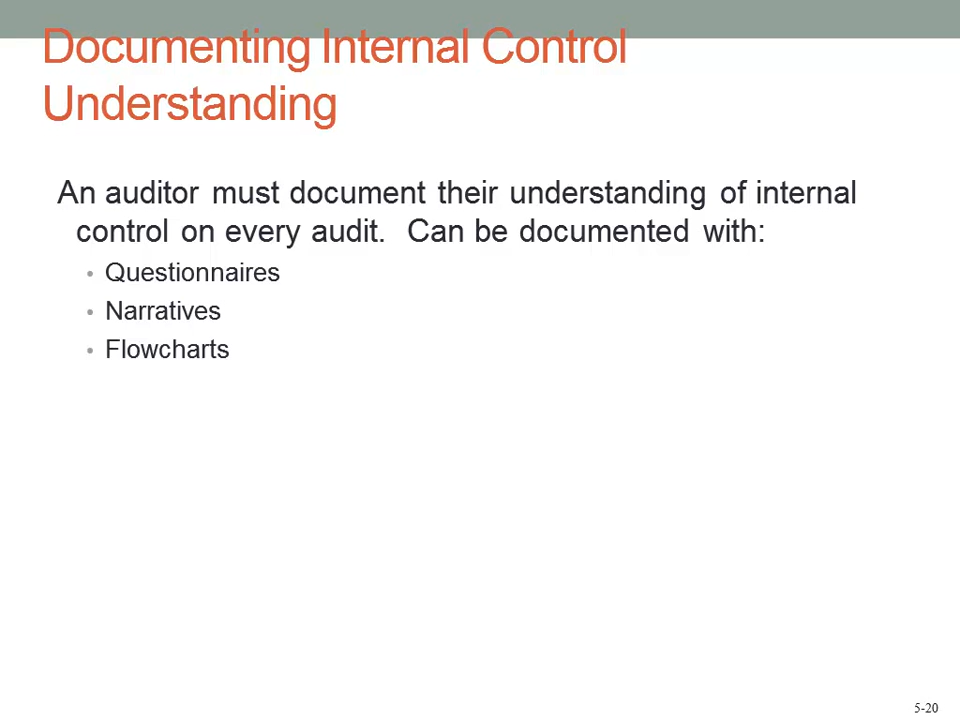 Documenting Internal Control
Understanding
An auditor must document their understanding of internal
control on every audit.  Can be documented with:
• Questionnaires
• Narratives
• Flowcharts
5-20